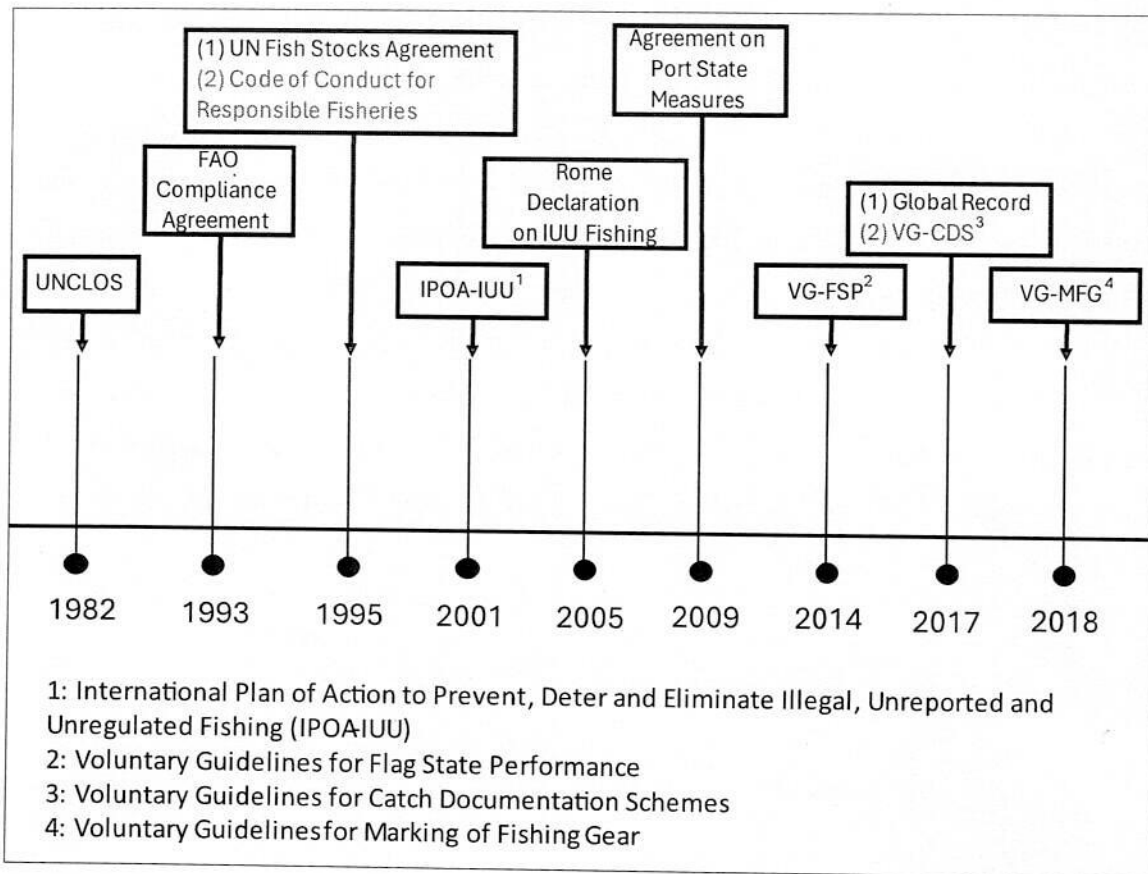 (1) UN Fish Stocks Agreement
(2) Code of Conduct for
Responsible Fisheries
Agreement on
Port State
Measures
FAO
Compliance
Agreement
Rome
Declaration
on IUU Fishing
(1) Global Record
(2) VG-CDS³
UNCLOS
IPOA-IUU¹
VG-FSP²
VG-MFG⁴
1982
1993
1995
2001
2005
2009
2014
2017
2018
1: International Plan of Action to Prevent, Deter and Eliminate Illegal, Unreported and
Unregulated Fishing (IPOA-IUU)
2: Voluntary Guidelines for Flag State Performance
3: Voluntary Guidelines for Catch Documentation Schemes
4: Voluntary Guidelines for Marking of Fishing Gear